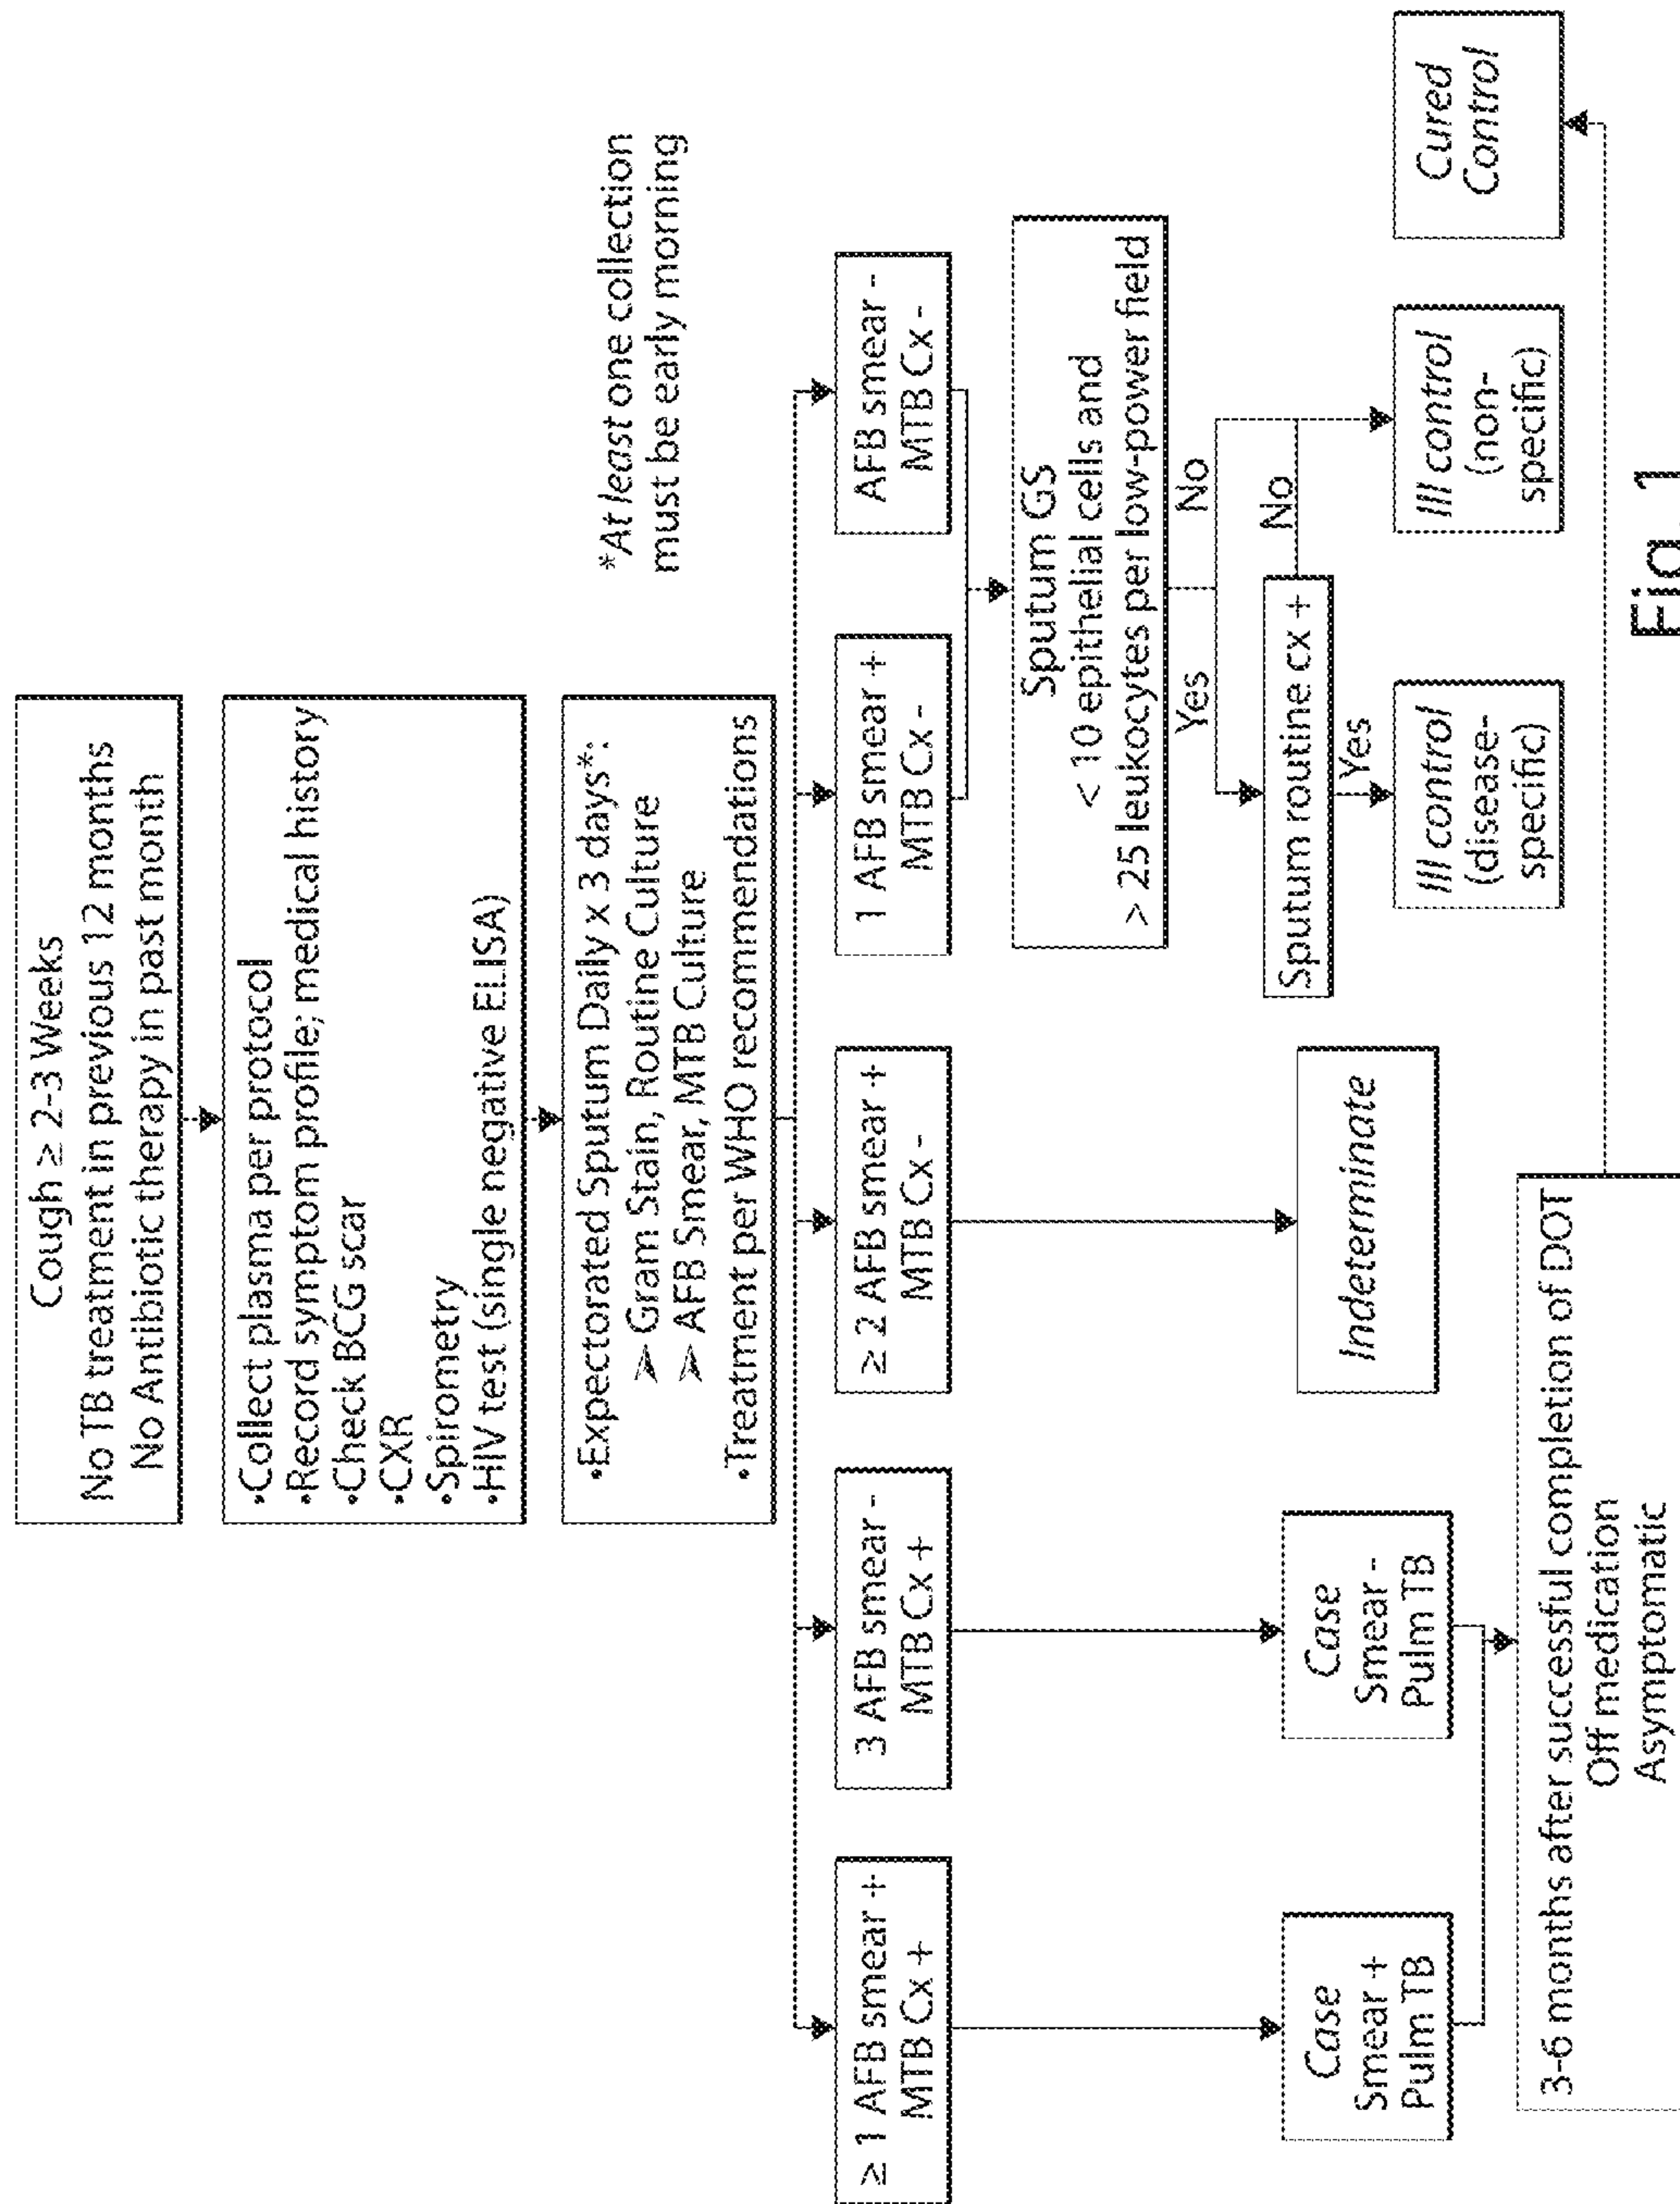 Cough ≥ 2-3 Weeks
No TB treatment in previous 12 months
No Antibiotic therapy in past month
•Collect plasma per protocol
•Record symptom profile; medical history
•Check BCG scar
•CXR
•Spirometry
•HIV test (single negative ELISA)
•Expectorated Sputum Daily x 3 days*:
➢ Gram Stain, Routine Culture
➢ AFB Smear, MTB Culture
•Treatment per WHO recommendations
*At least one collection
must be early morning
≥ 1 AFB smear +
MTB Cx +
3 AFB smear -
MTB Cx +
≥ 2 AFB smear +
MTB Cx -
1 AFB smear +
MTB Cx -
AFB smear -
MTB Cx -
Sputum GS
< 10 epithelial cells and
> 25 leukocytes per low-power field
Yes
No
Sputum routine cx +
No
Yes
Case
Smear +
Pulm TB
Case
Smear -
Pulm TB
Indeterminate
Ill control
(disease-
specific)
Ill control
(non-
specific)
Cured
Control
3-6 months after successful completion of DOT
Off medication
Asymptomatic
Fig. 1